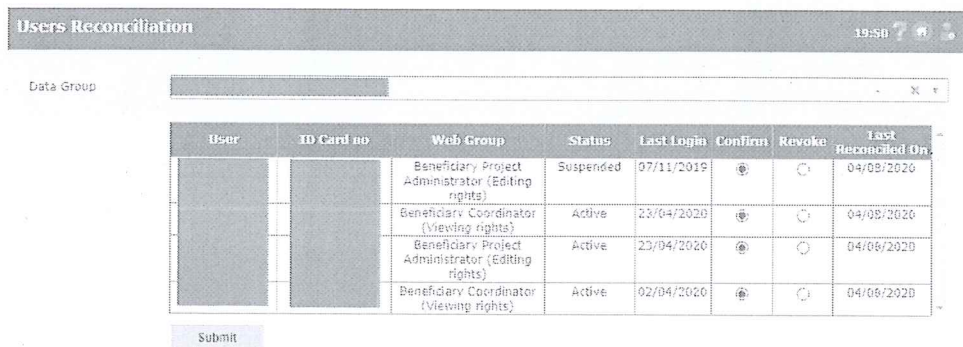 Users Reconciliation
19:50
Data Group
User ID Card no Web Group Status Last Login Confirm Revoke Last Reconciled On
Beneficiary Project Administrator (Editing rights) Suspended 07/11/2019 04/08/2020
Beneficiary Coordinator (Viewing rights) Active 23/04/2020 04/08/2020
Beneficiary Project Administrator (Editing rights) Active 23/04/2020 04/08/2020
Beneficiary Coordinator (Viewing rights) Active 02/04/2020 04/08/2020
Submit